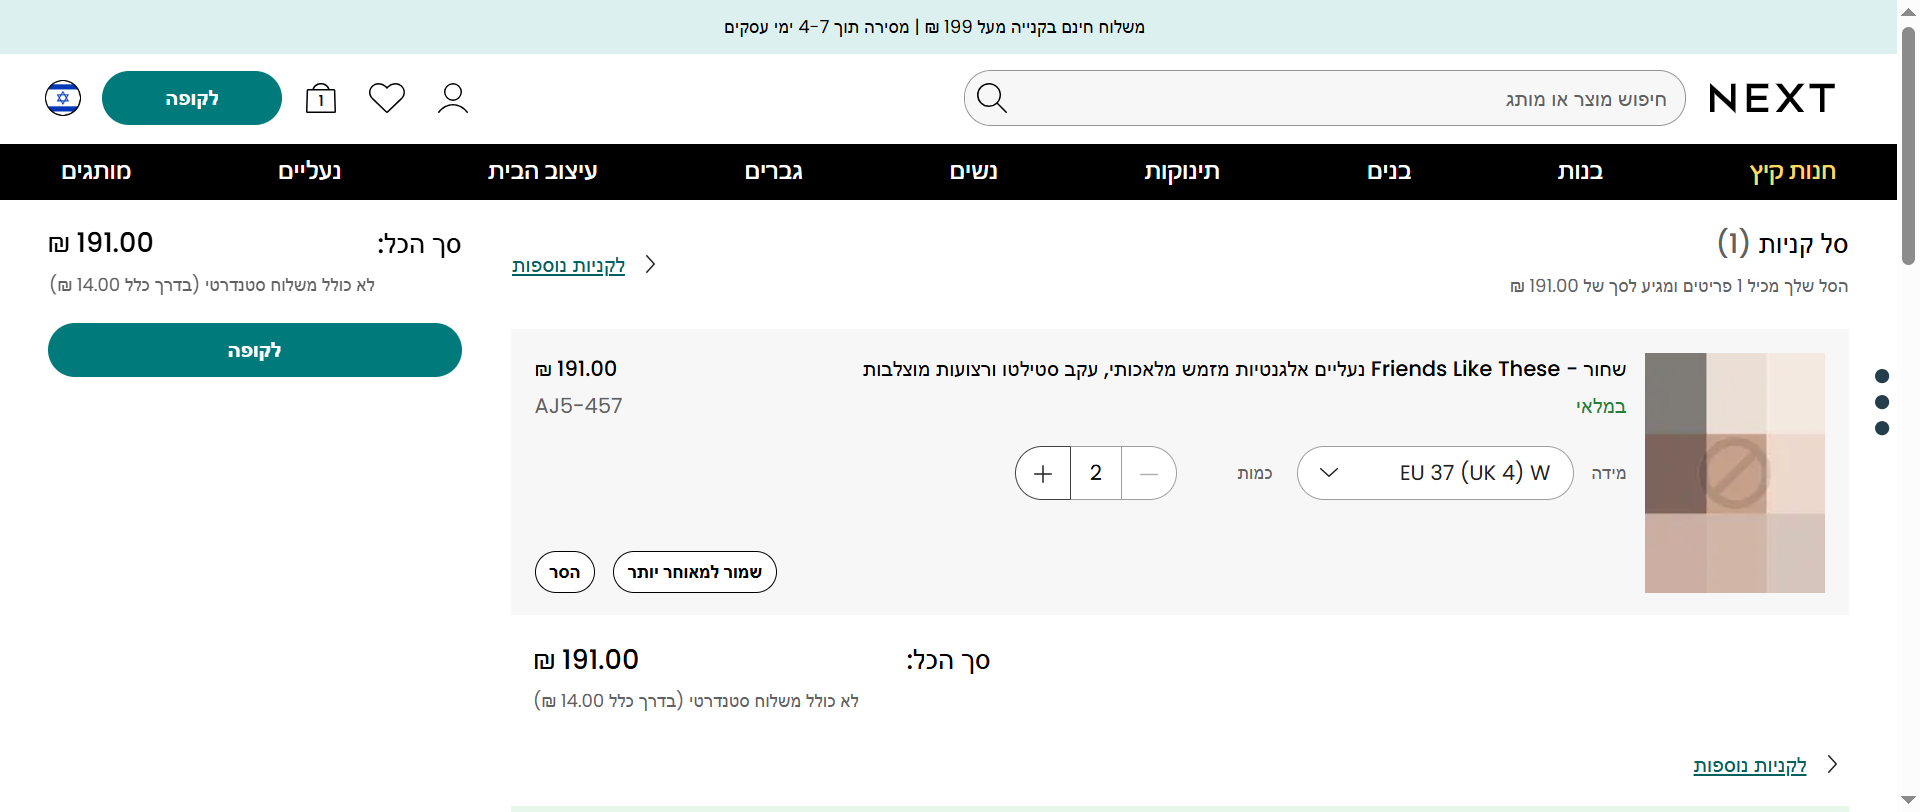 משלוח חינם בקנייה מעל 199 ₪ | מסירה תוך 4-7 ימי עסקים
NEXT
חיפוש מוצר או מותג
1
לקופה
חנות קיץ
בנות
בנים
תינוקות
נשים
גברים
עיצוב הבית
נעליים
מותגים
סל קניות (1)
הסל שלך מכיל 1 פריטים ומגיע לסך של 191.00 ₪
לקניות נוספות
סך הכל:
191.00 ₪
לא כולל משלוח סטנדרטי (בדרך כלל 14.00 ₪)
לקופה
שחור - Friends Like These נעליים אלגנטיות מזמש מלאכותי, עקב סטילטו ורצועות מוצלבות
191.00 ₪
במלאי
AJ5-457
מידה
EU 37 (UK 4) W
כמות
2
שמור למאוחר יותר
הסר
סך הכל:
191.00 ₪
לא כולל משלוח סטנדרטי (בדרך כלל 14.00 ₪)
לקניות נוספות